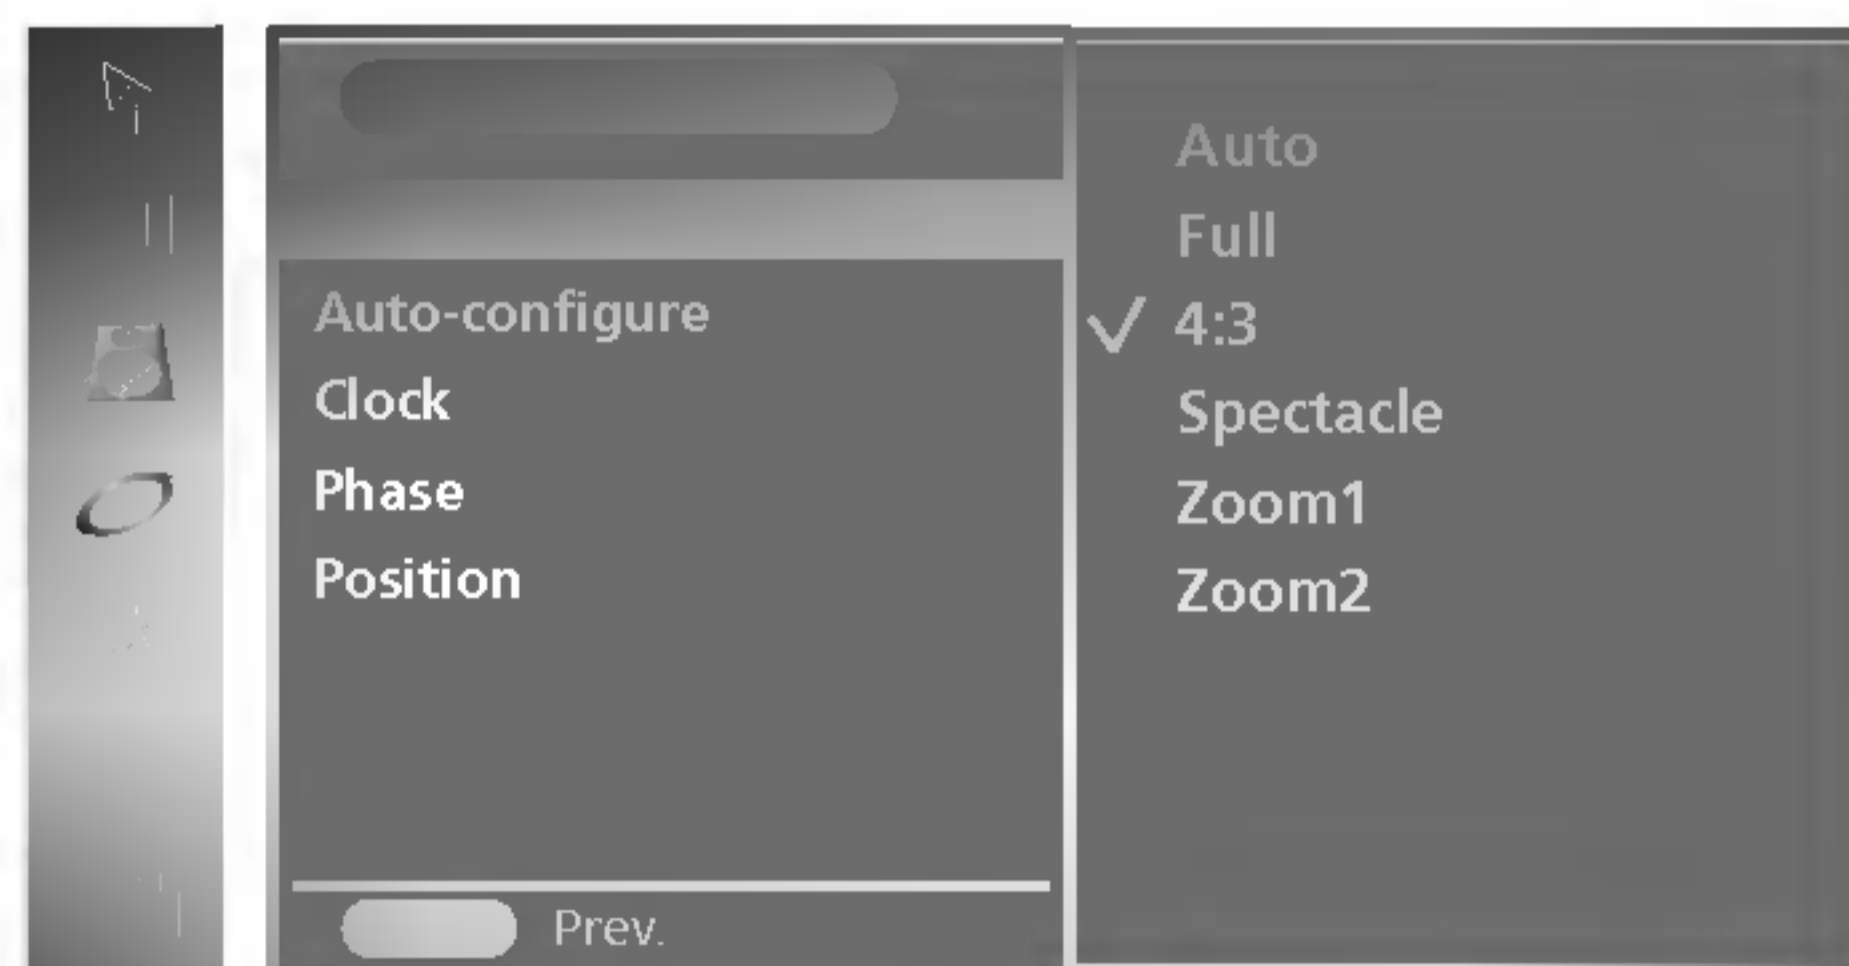 Auto-configure
Clock
Phase
Position
Prev.
Auto
Full
4:3
Spectacle
Zoom1
Zoom2